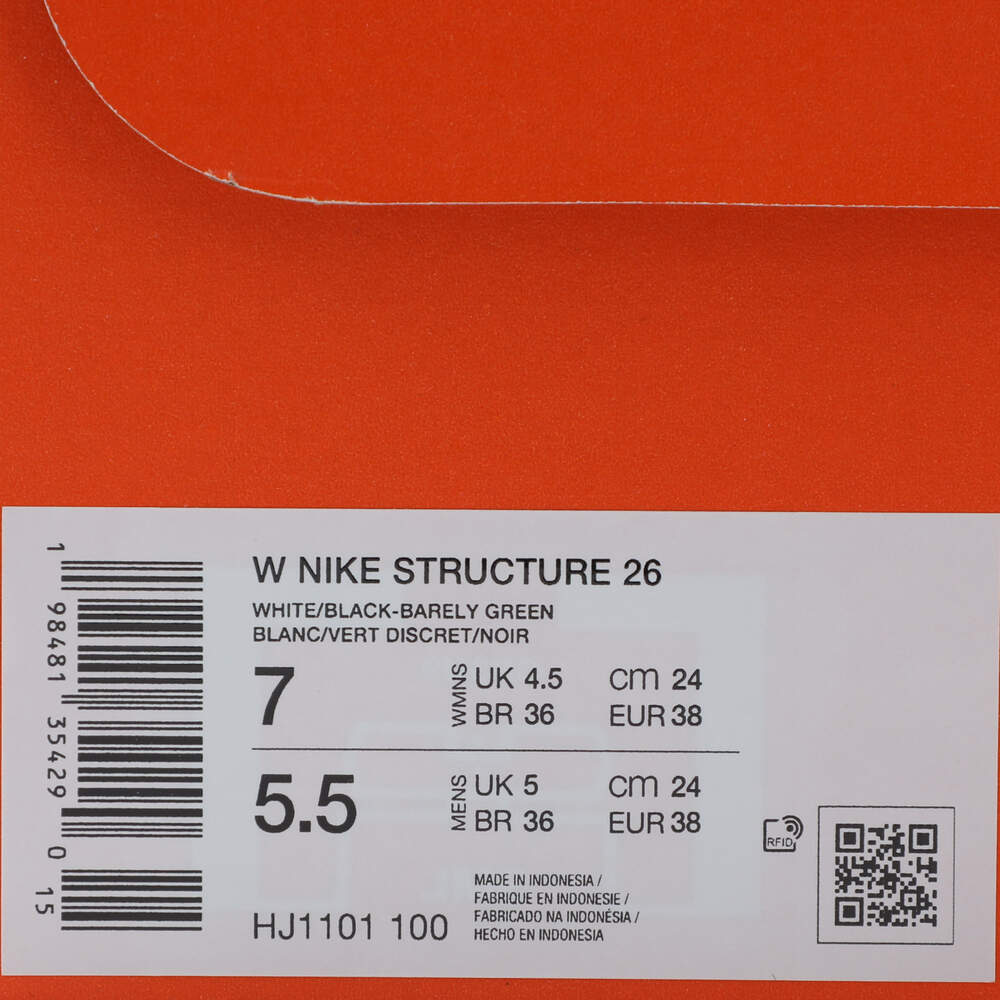 W NIKE STRUCTURE 26
WHITE/BLACK-BARELY GREEN
BLANC/VERT DISCRET/NOIR
7 WMNS UK 4.5 CM 24
BR 36 EUR 38
5.5 MENS UK 5 CM 24
BR 36 EUR 38
HJ1101 100
MADE IN INDONESIA /
FABRIQUE EN INDONESIE /
FABRICADO NA INDONÉSIA /
HECHO EN INDONESIA
RFID
1 98481 35429 0 15